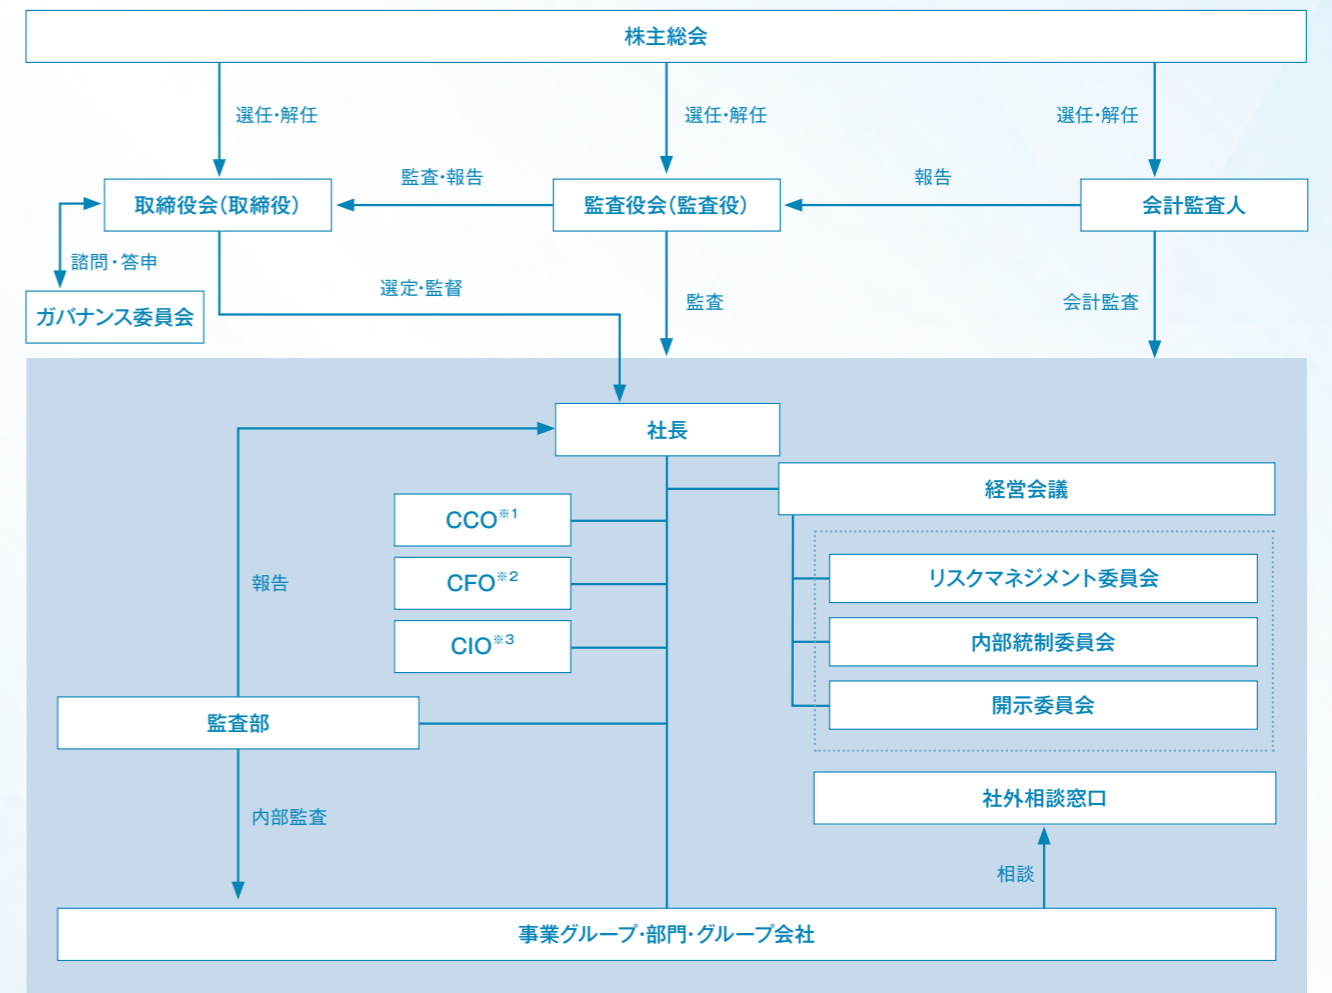 株主総会
選任・解任
選任・解任
選任・解任
監査・報告
報告
取締役会(取締役)
監査役会(監査役)
会計監査人
諮問・答申
選定・監督
監査
会計監査
ガバナンス委員会
社長
経営会議
CCO※1
CFO※2
CIO※3
リスクマネジメント委員会
内部統制委員会
開示委員会
報告
監査部
社外相談窓口
内部監査
相談
事業グループ・部門・グループ会社